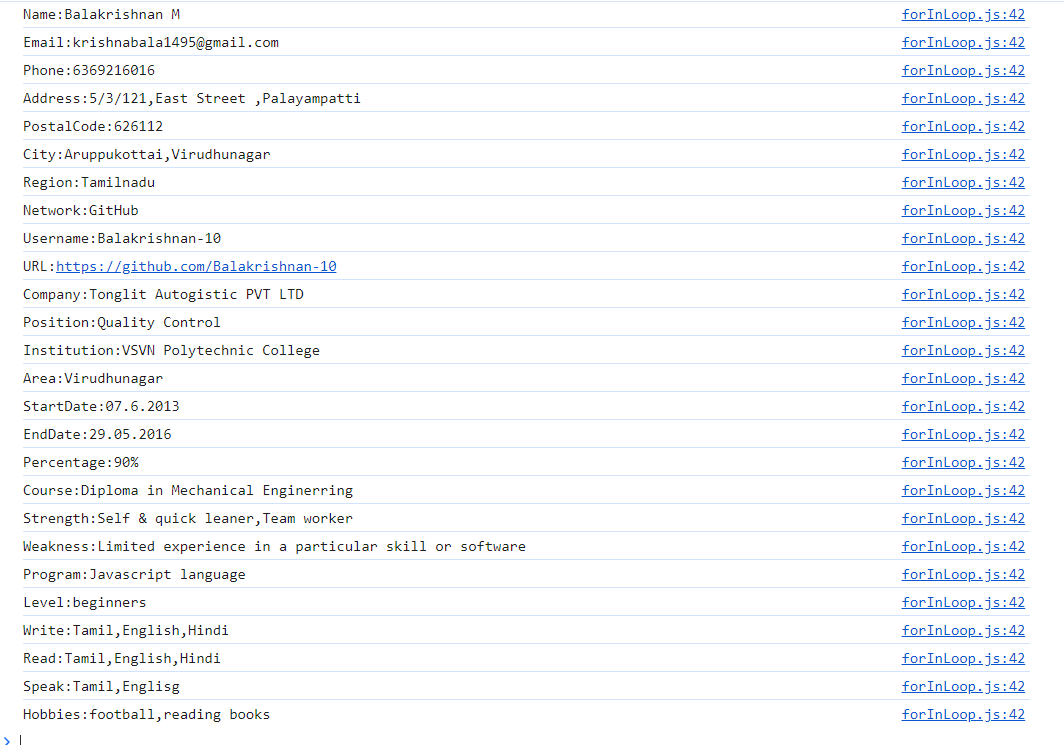 Name:Balakrishnan M forInLoop.js:42
Email:krishnabala1495@gmail.com forInLoop.js:42
Phone:6369216016 forInLoop.js:42
Address:5/3/121,East Street ,Palayampatti forInLoop.js:42
PostalCode:626112 forInLoop.js:42
City:Aruppukottai,Virudhunagar forInLoop.js:42
Region:Tamilnadu forInLoop.js:42
Network:GitHub forInLoop.js:42
Username:Balakrishnan-10 forInLoop.js:42
URL:https://github.com/Balakrishnan-10 forInLoop.js:42
Company:Tonglit Autogistic PVT LTD forInLoop.js:42
Position:Quality Control forInLoop.js:42
Institution:VSVN Polytechnic College forInLoop.js:42
Area:Virudhunagar forInLoop.js:42
StartDate:07.6.2013 forInLoop.js:42
EndDate:29.05.2016 forInLoop.js:42
Percentage:90% forInLoop.js:42
Course:Diploma in Mechanical Enginerring forInLoop.js:42
Strength:Self & quick leaner,Team worker forInLoop.js:42
Weakness:Limited experience in a particular skill or software forInLoop.js:42
Program:Javascript language forInLoop.js:42
Level:beginners forInLoop.js:42
Write:Tamil,English,Hindi forInLoop.js:42
Read:Tamil,English,Hindi forInLoop.js:42
Speak:Tamil,Englisg forInLoop.js:42
Hobbies:football,reading books forInLoop.js:42